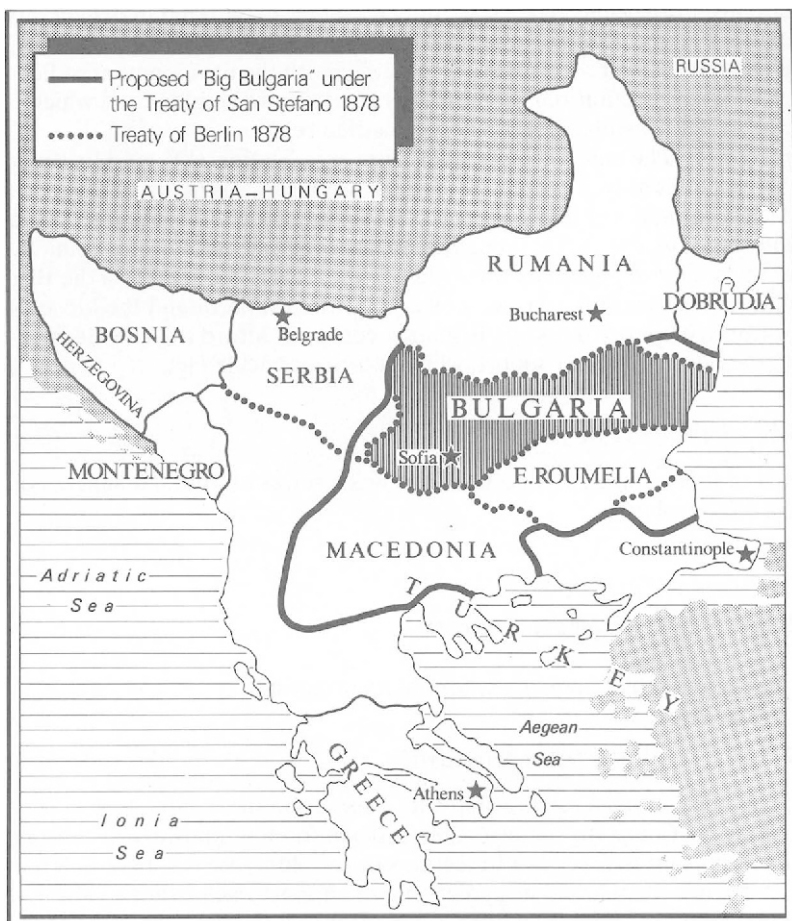 Proposed "Big Bulgaria" under
the Treaty of San Stefano 1878
Treaty of Berlin 1878
RUSSIA
AUSTRIA–HUNGARY
RUMANIA
DOBRUDJA
Bucharest
BOSNIA
Belgrade
HERZEGOVINA
SERBIA
BULGARIA
MONTENEGRO
Sofia
E.ROUMELIA
MACEDONIA
Constantinople
Adriatic
Sea
TURKEY
Aegean
Sea
GREECE
Athens
Ionia
Sea